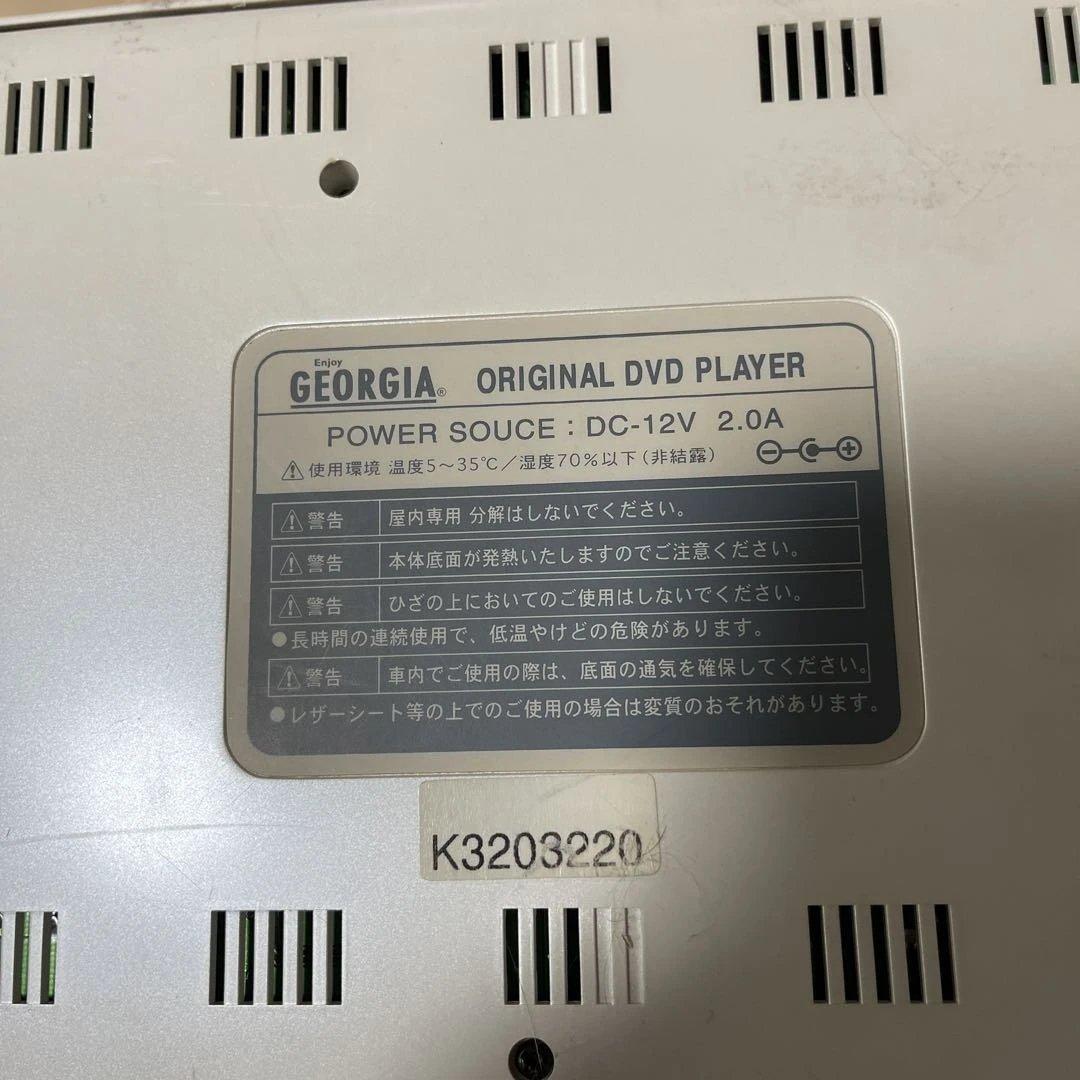 Enjoy
GEORGIA® ORIGINAL DVD PLAYER
POWER SOUCE : DC-12V 2.0A
使用環境 温度5～35℃／湿度70％以下（非結露）
警告 屋内専用 分解はしないでください。
警告 本体底面が発熱いたしますのでご注意ください。
警告 ひざの上においてのご使用はしないでください。
●長時間の連続使用で、低温やけどの危険があります。
警告 車内でご使用の際は、底面の通気を確保してください。
●レザーシート等の上でのご使用の場合は変質のおそれがあります。
K3203220